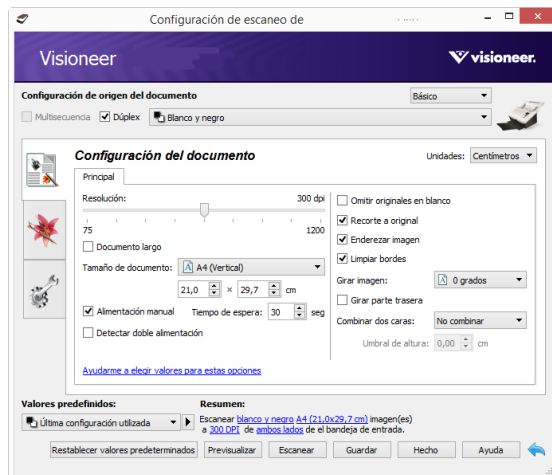 Configuración de escaneo de
Visioneer
visioneer.
Configuración de origen del documento
Básico
Multisecuencia
Dúplex
Blanco y negro
Configuración del documento
Unidades: Centímetros
Principal
Resolución: 300 dpi
75 1200
Documento largo
Tamaño de documento: A4 (Vertical)
21,0 × 29,7 cm
Alimentación manual Tiempo de espera: 30 seg
Detectar doble alimentación
Ayudarme a elegir valores para estas opciones
Omitir originales en blanco
Recorte a original
Enderezar imagen
Limpiar bordes
Girar imagen: 0 grados
Girar parte trasera
Combinar dos caras: No combinar
Umbral de altura: 0,00 cm
Valores predefinidos:
Última configuración utilizada
Resumen:
Escanear blanco y negro A4 (21,0x29,7 cm) imagen(es)
a 300 DPI de ambos lados de el bandeja de entrada.
Restablecer valores predeterminados Previsualizar Escanear Guardar Hecho Ayuda